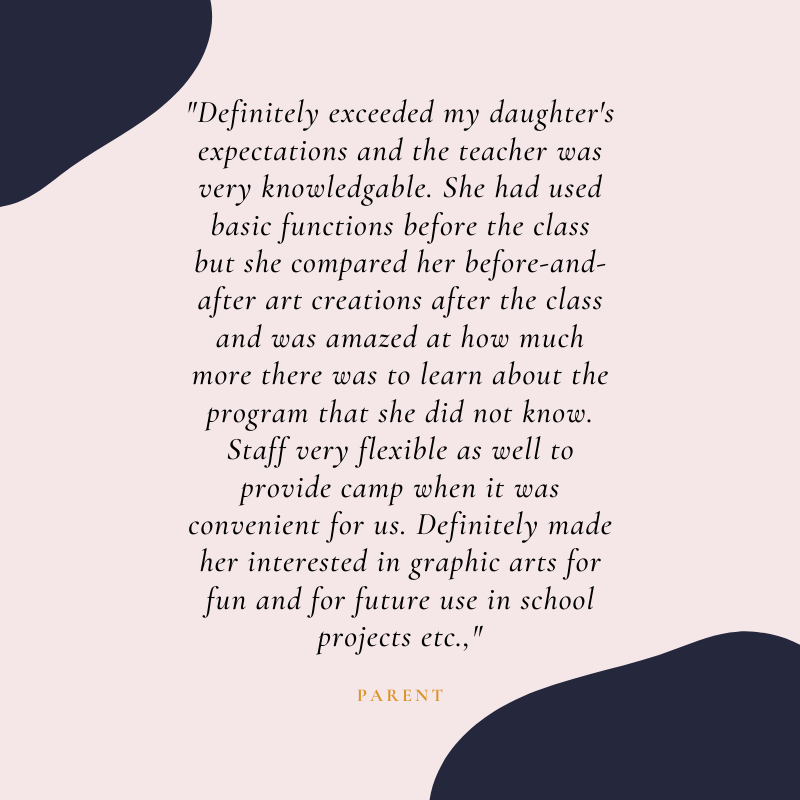 "Definitely exceeded my daughter's
expectations and the teacher was
very knowledgable. She had used
basic functions before the class
but she compared her before-and-
after art creations after the class
and was amazed at how much
more there was to learn about the
program that she did not know.
Staff very flexible as well to
provide camp when it was
convenient for us. Definitely made
her interested in graphic arts for
fun and for future use in school
projects etc.,"
PARENT